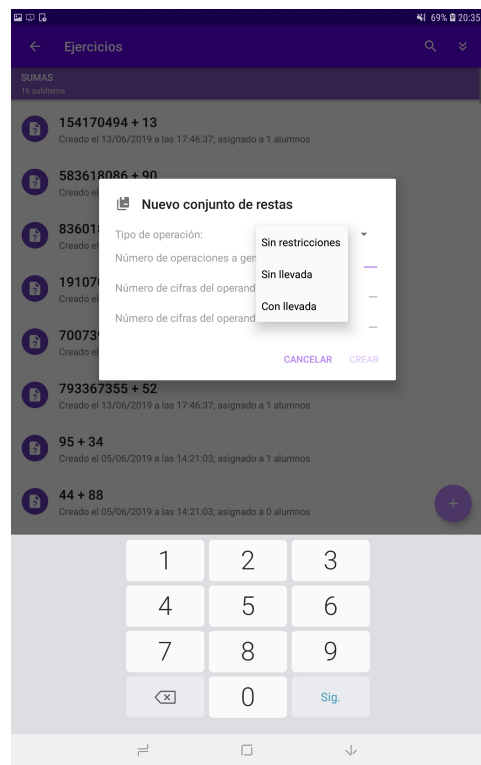 69% 20:35
Ejercicios
SUMAS
16 subitems
154170494 + 13
Creado el 13/06/2019 a las 17:46:37; asignado a 1 alumnos
583618086 + 90
Creado el
83601
Creado el
19107
Creado el
70073
Creado el
Nuevo conjunto de restas
Tipo de operación:
Sin restricciones
Sin llevada
Con llevada
Número de operaciones a gen
Número de cifras del operand
Número de cifras del operand
CANCELAR CREAR
793367355 + 52
Creado el 13/06/2019 a las 17:46:37; asignado a 1 alumnos
95 + 34
Creado el 05/06/2019 a las 14:21:03; asignado a 1 alumnos
44 + 88
Creado el 05/06/2019 a las 14:21:03; asignado a 0 alumnos
1 2 3
4 5 6
7 8 9
0 Sig.